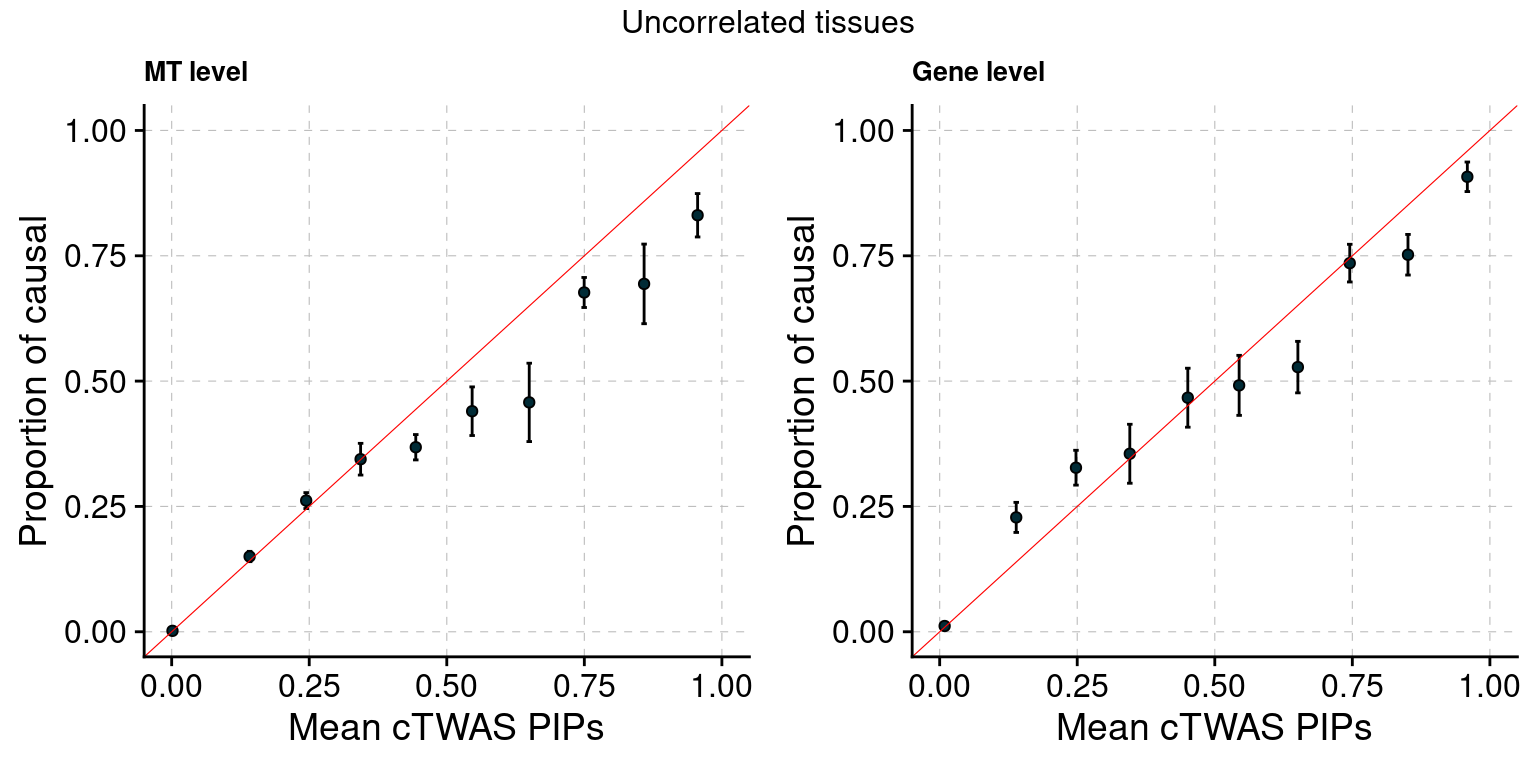 Uncorrelated tissues
MT level
Proportion of causal
1.00
0.75
0.50
0.25
0.00
0.00 0.25 0.50 0.75 1.00
Mean cTWAS PIPs
Gene level
Proportion of causal
1.00
0.75
0.50
0.25
0.00
0.00 0.25 0.50 0.75 1.00
Mean cTWAS PIPs